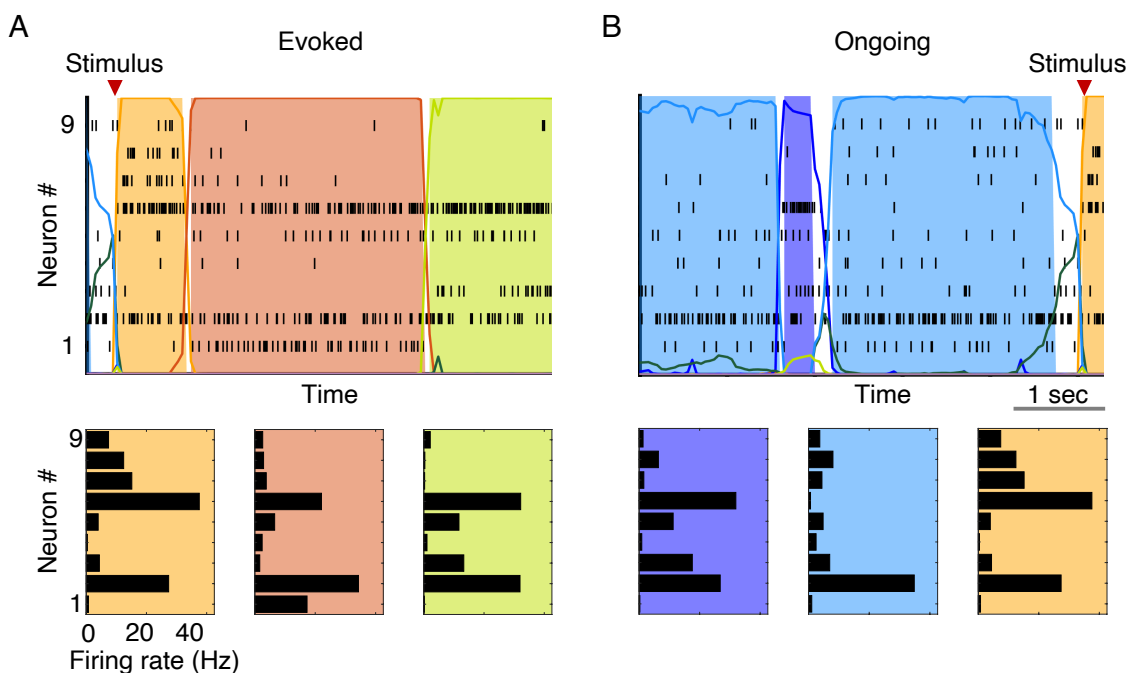 A
Evoked
Stimulus
9
Neuron #
1
Time
9
Neuron #
1
0 20 40
Firing rate (Hz)
B
Ongoing
Stimulus
Time
1 sec